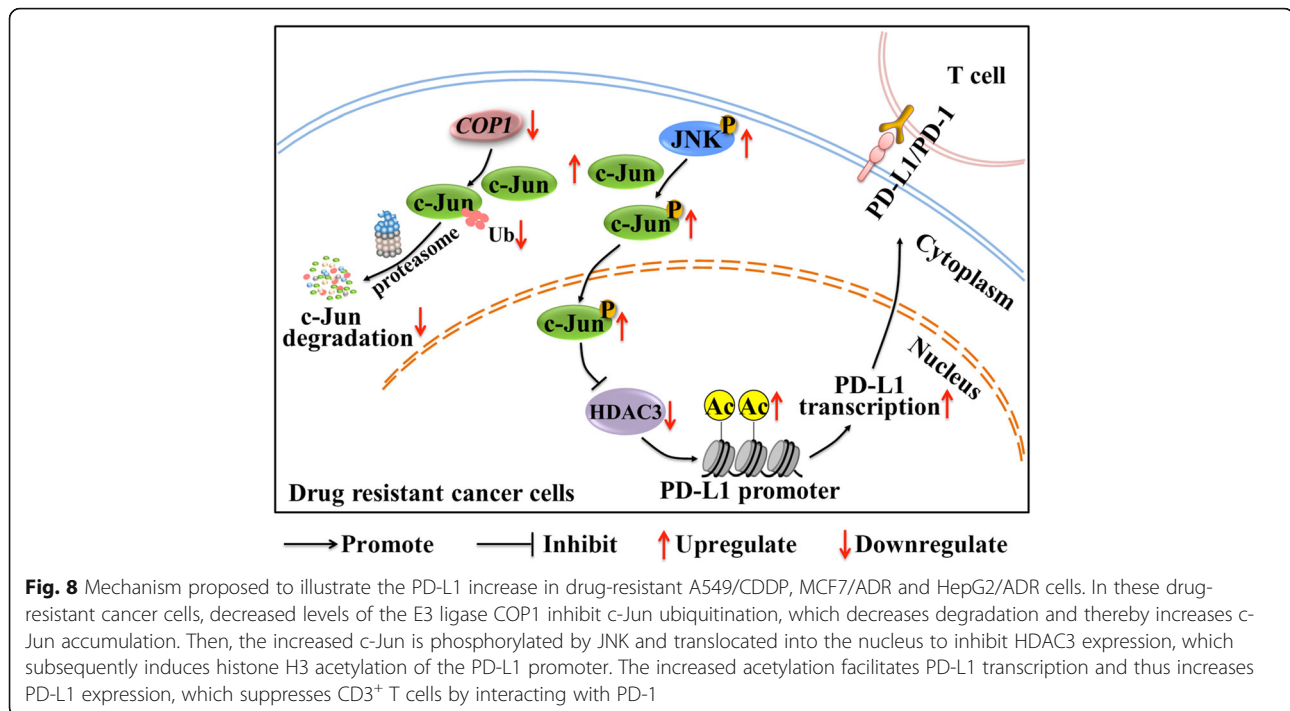 T cell
COP1
P
JNK
PD-L1/PD-1
c-Jun
c-Jun
c-Jun
P
c-Jun
Ub
proteasome
Cytoplasm
c-Jun
degradation
P
c-Jun
Nucleus
PD-L1
transcription
HDAC3
Ac
Ac
Drug resistant cancer cells
PD-L1 promoter
Promote
Inhibit
Upregulate
Downregulate
Fig. 8 Mechanism proposed to illustrate the PD-L1 increase in drug-resistant A549/CDDP, MCF7/ADR and HepG2/ADR cells. In these drug-
resistant cancer cells, decreased levels of the E3 ligase COP1 inhibit c-Jun ubiquitination, which decreases degradation and thereby increases c-
Jun accumulation. Then, the increased c-Jun is phosphorylated by JNK and translocated into the nucleus to inhibit HDAC3 expression, which
subsequently induces histone H3 acetylation of the PD-L1 promoter. The increased acetylation facilitates PD-L1 transcription and thus increases
PD-L1 expression, which suppresses CD3⁺ T cells by interacting with PD-1